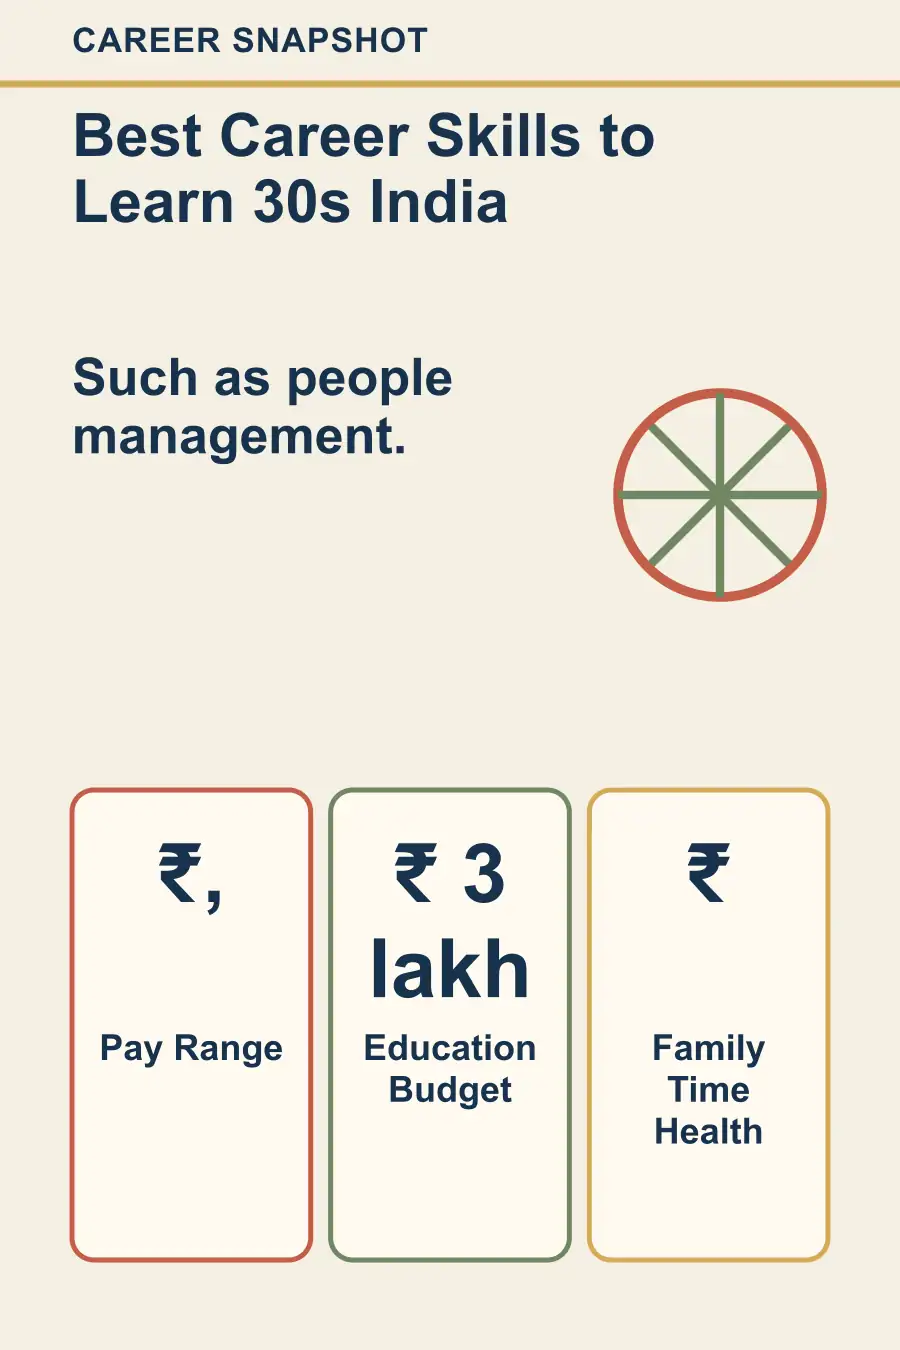 CAREER SNAPSHOT
Best Career Skills to
Learn 30s India
Such as people
management.
₹,
Pay Range
₹ 3
lakh
Education
Budget
₹
Family
Time
Health